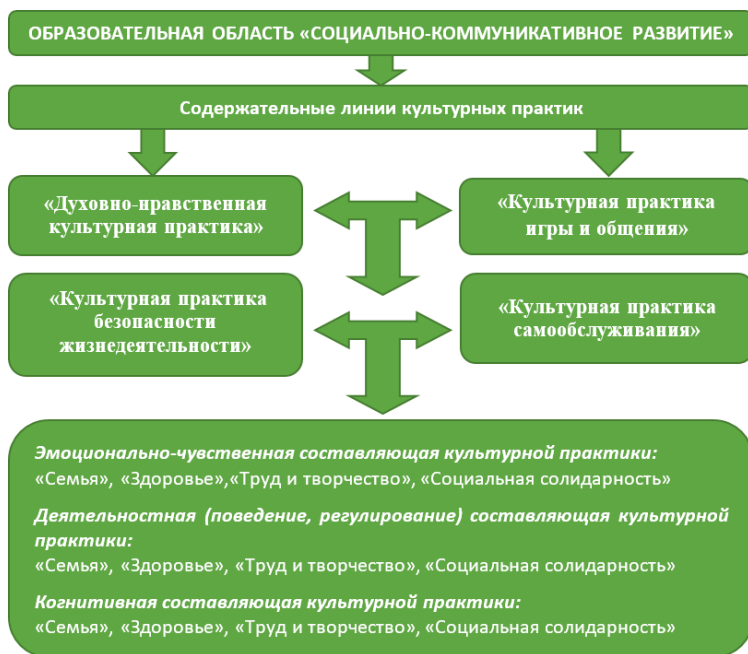 ОБРАЗОВАТЕЛЬНАЯ ОБЛАСТЬ «СОЦИАЛЬНО-КОММУНИКАТИВНОЕ РАЗВИТИЕ»
Содержательные линии культурных практик
«Духовно-нравственная
культурная практика»
«Культурная практика
игры и общения»
«Культурная практика
безопасности
жизнедеятельности»
«Культурная практика
самообслуживания»
Эмоционально-чувственная составляющая культурной практики:
«Семья», «Здоровье»,«Труд и творчество», «Социальная солидарность»
Деятельностная (поведение, регулирование) составляющая культурной
практики:
«Семья», «Здоровье», «Труд и творчество», «Социальная солидарность»
Когнитивная составляющая культурной практики:
«Семья», «Здоровье», «Труд и творчество», «Социальная солидарность»